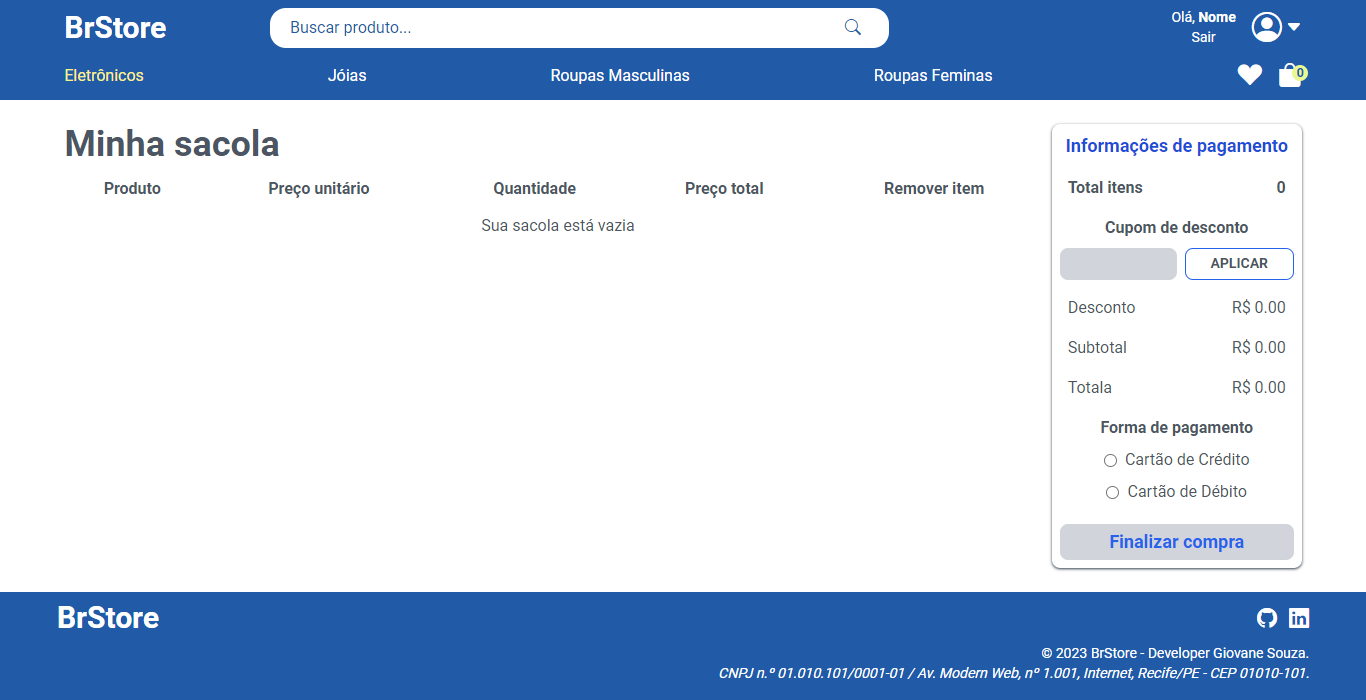 BrStore
Buscar produto...
Olá, Nome
Sair
Eletrônicos
Jóias
Roupas Masculinas
Roupas Feminas
0
Minha sacola
Produto Preço unitário Quantidade Preço total Remover item
Sua sacola está vazia
Informações de pagamento
Total itens 0
Cupom de desconto
APLICAR
Desconto R$ 0.00
Subtotal R$ 0.00
Totala R$ 0.00
Forma de pagamento
Cartão de Crédito
Cartão de Débito
Finalizar compra
BrStore
in
© 2023 BrStore - Developer Giovane Souza.
CNPJ n.º 01.010.101/0001-01 / Av. Modern Web, nº 1.001, Internet, Recife/PE - CEP 01010-101.